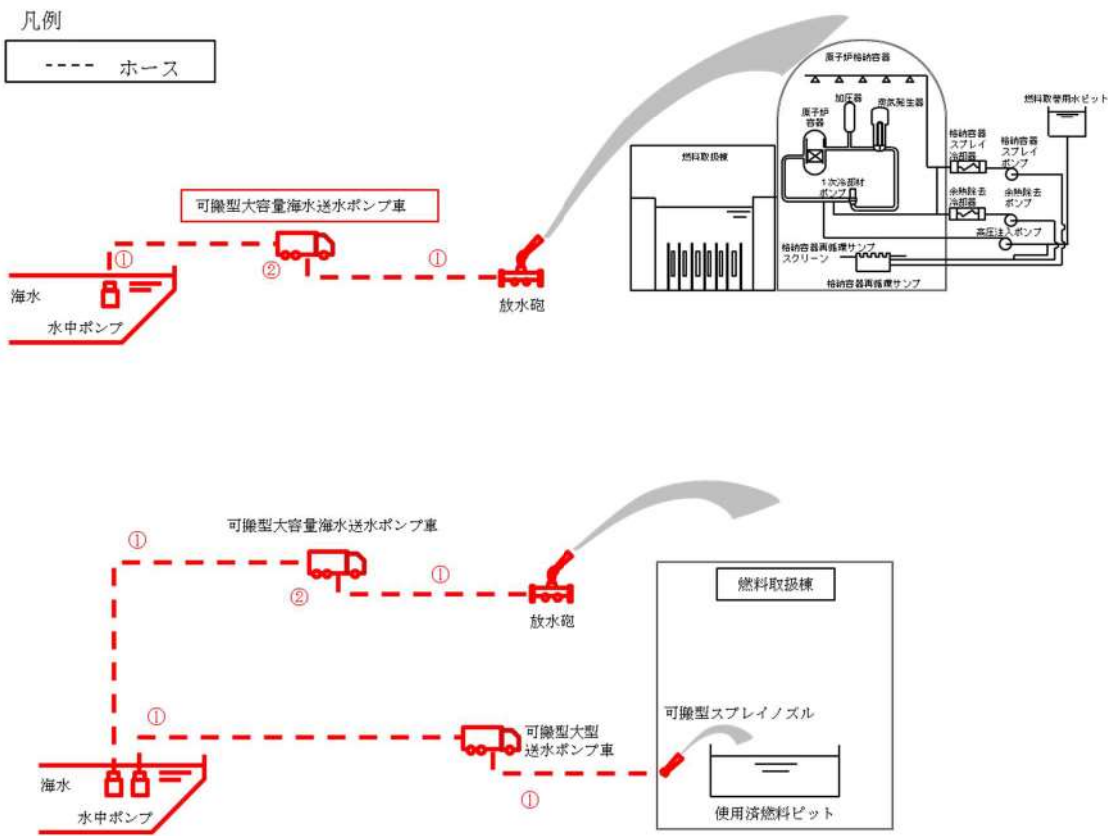 凡例
ホース
原子炉格納容器
加圧器
蒸気発生器
原子炉
容器
1次冷却材
ポンプ
燃料取替用水ピット
格納容器
スプレイ
冷却器
格納容器
スプレイ
ポンプ
余熱除去
冷却器
余熱除去
ポンプ
高圧注入ポンプ
格納容器再循環サンプ
スクリーン
格納容器再循環サンプ
燃料取扱棟
可搬型大容量海水送水ポンプ車
①
②
①
海水
水中ポンプ
放水砲
可搬型大容量海水送水ポンプ車
①
②
①
放水砲
燃料取扱棟
①
可搬型大型
送水ポンプ車
可搬型スプレイノズル
①
海水
水中ポンプ
使用済燃料ピット